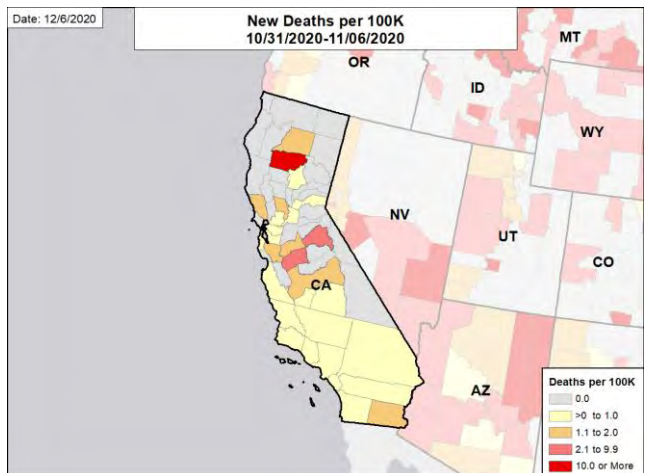 Date: 12/6/2020
New Deaths per 100K
10/31/2020-11/06/2020
MT
OR
ID
WY
NV
UT
CO
CA
AZ
Deaths per 100K
0.0
>0 to 1.0
1.1 to 2.0
2.1 to 9.9
10.0 or More